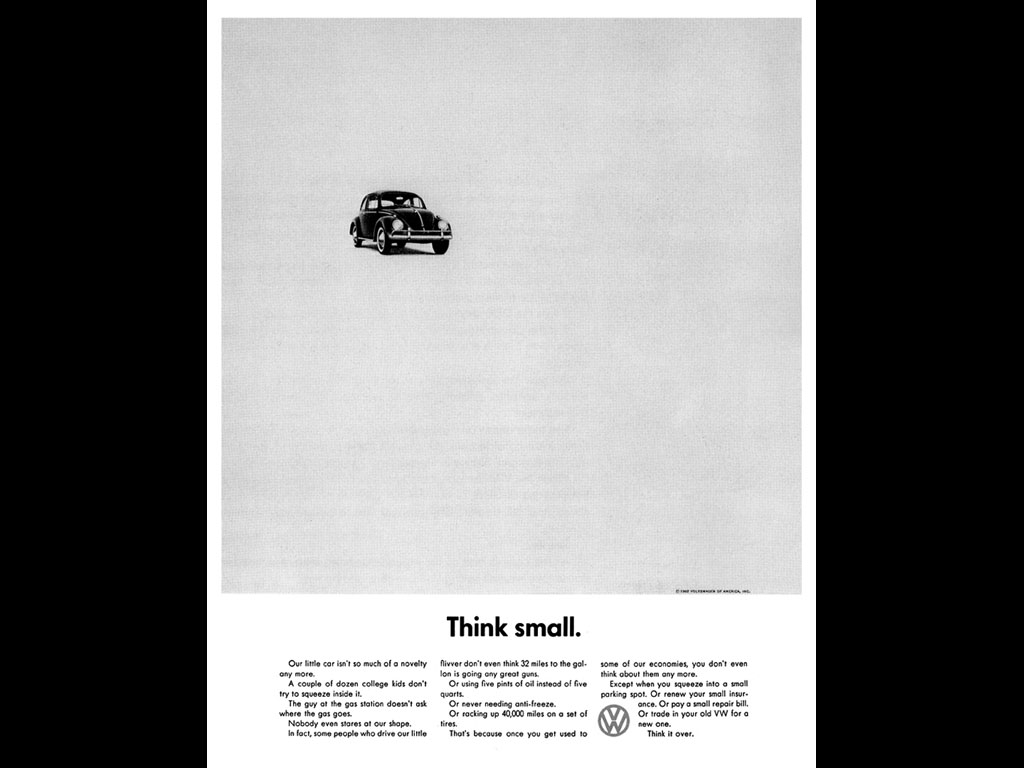 © 1962 VOLKSWAGEN OF AMERICA, INC.
Think small.
Our little car isn't so much of a novelty
any more.
A couple of dozen college kids don't
try to squeeze inside it.
The guy at the gas station doesn't ask
where the gas goes.
Nobody even stares at our shape.
In fact, some people who drive our little
flivver don't even think 32 miles to the gal-
lon is going any great guns.
Or using five pints of oil instead of five
quarts.
Or never needing anti-freeze.
Or racking up 40,000 miles on a set of
tires.
That's because once you get used to
some of our economies, you don't even
think about them any more.
Except when you squeeze into a small
parking spot. Or renew your small insur-
ance. Or pay a small repair bill.
Or trade in your old VW for a
new one.
Think it over.
VW